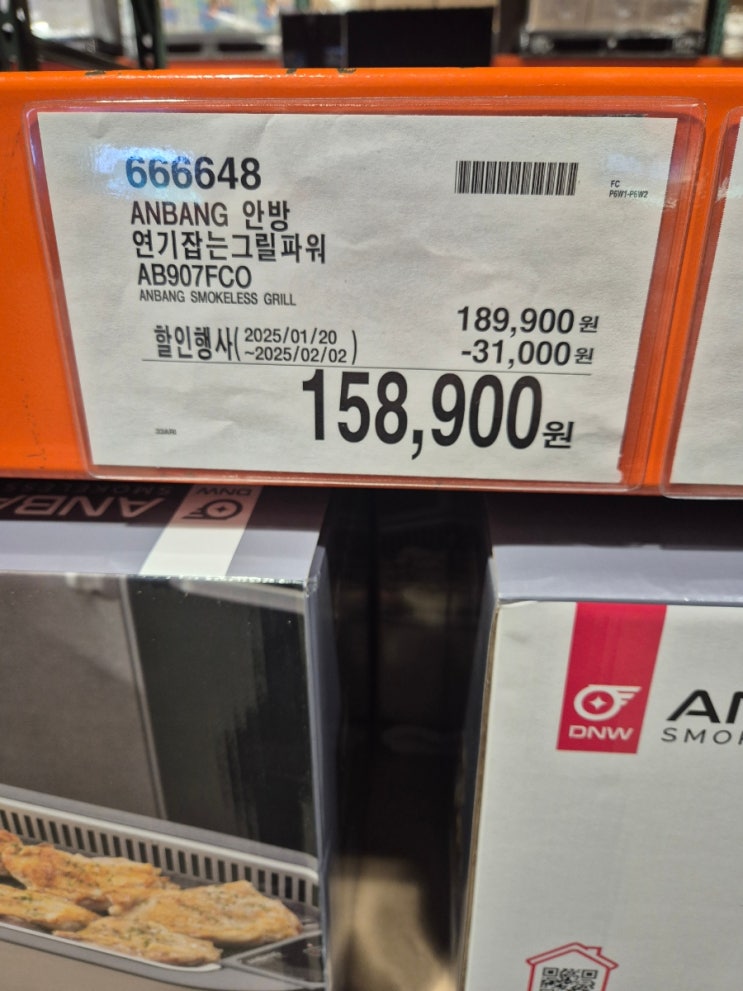 666648
FC
P6W1-P6W2
ANBANG 안방
연기잡는그릴파워
AB907FCO
ANBANG SMOKELESS GRILL
189,900원
할인행사(2025/01/20
~2025/02/02)
-31,000원
158,900원
DNW
DNW
SMOKELESS